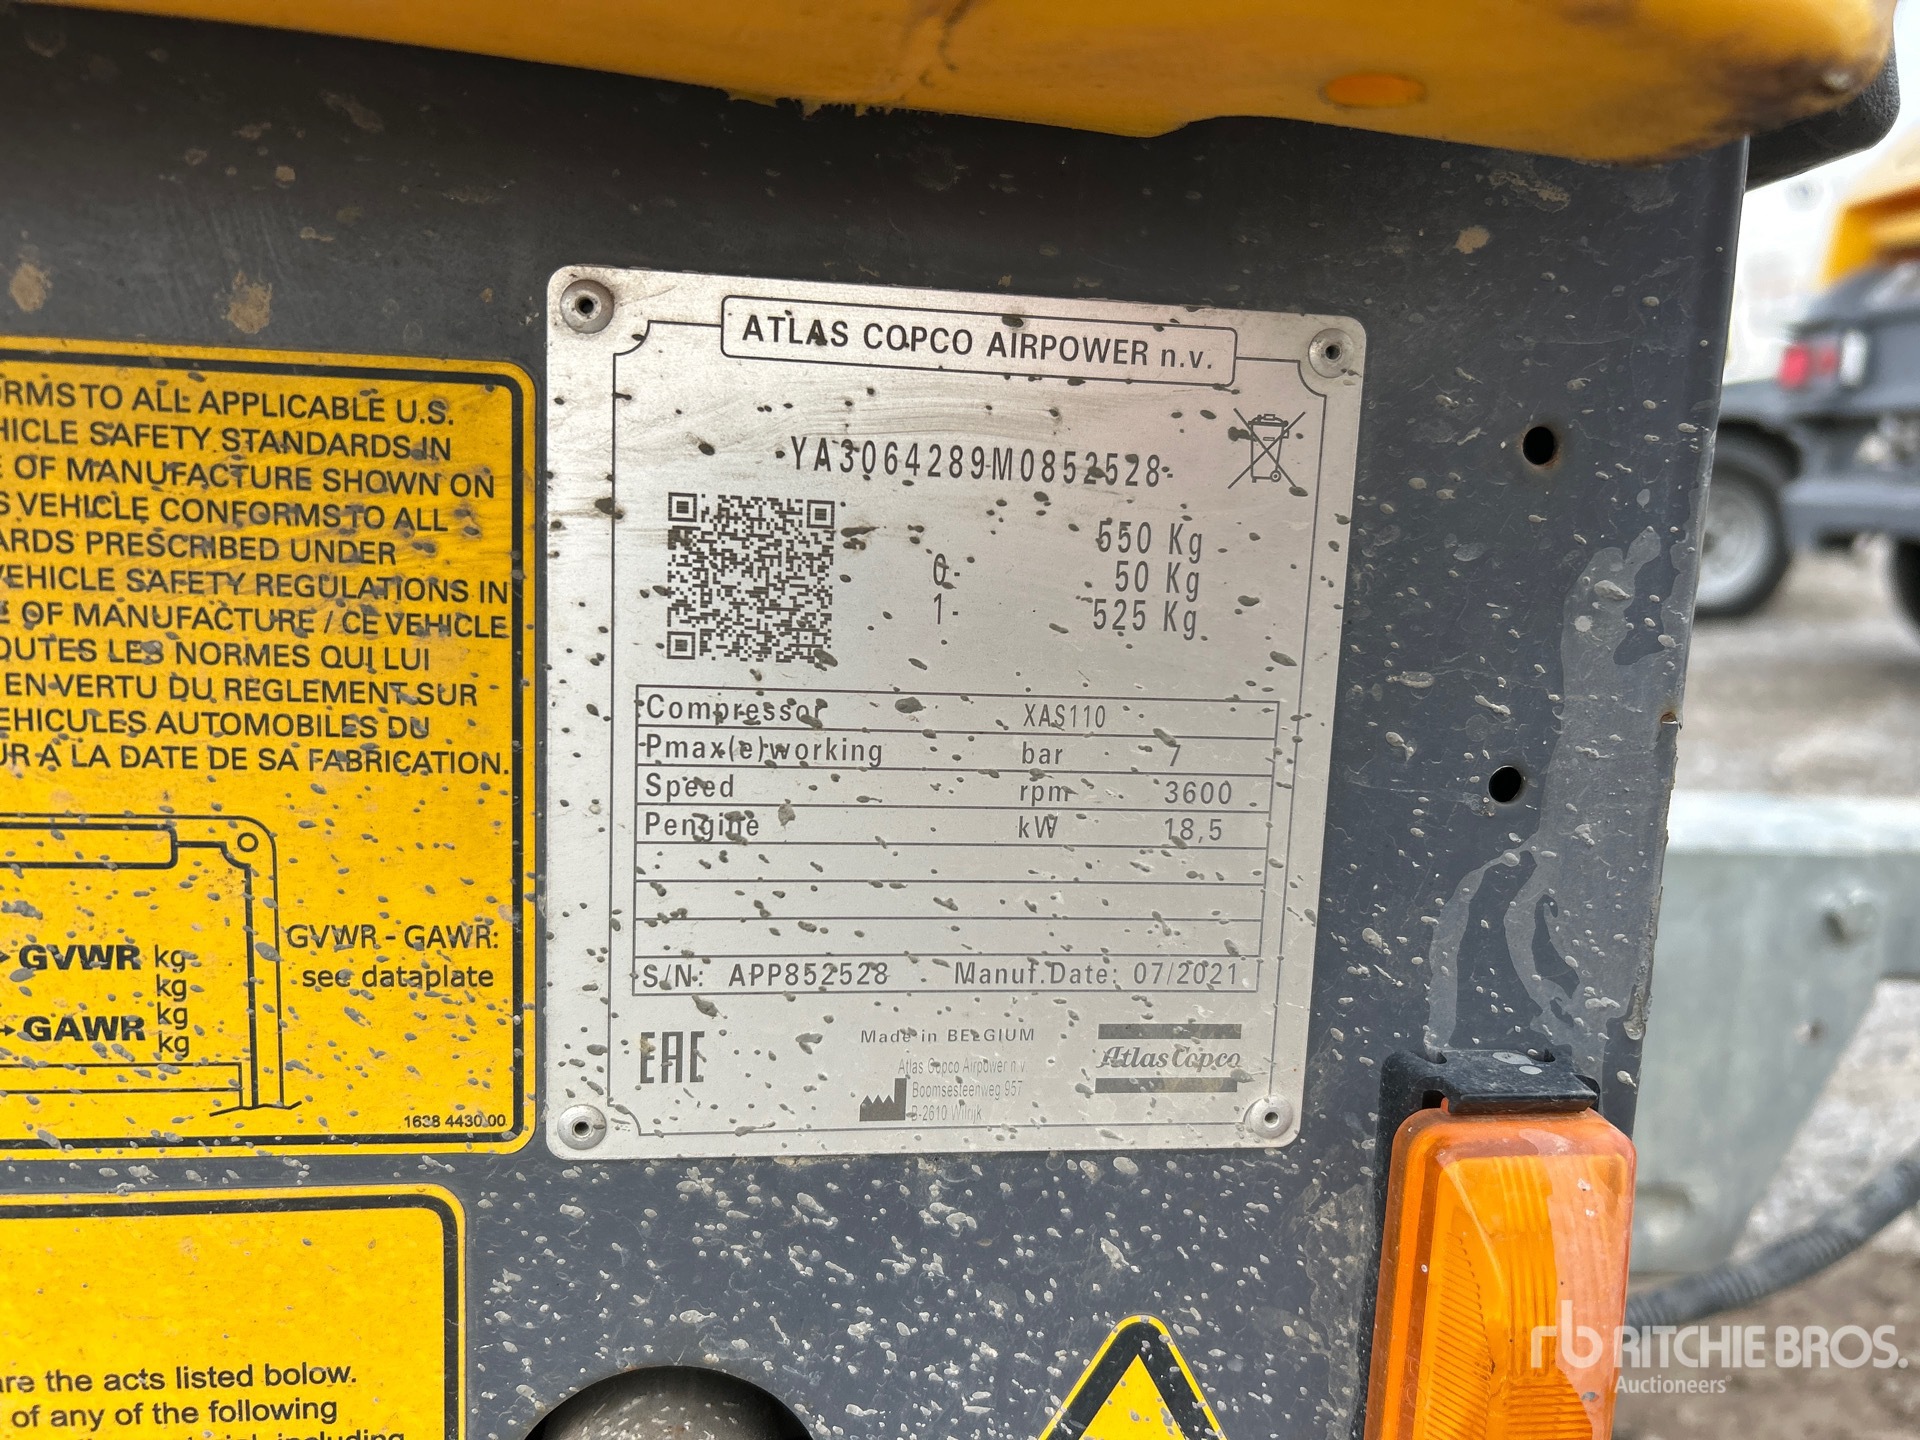 ORMS TO ALL APPLICABLE U.S.
HICLE SAFETY STANDARDS IN
E OF MANUFACTURE SHOWN ON
S VEHICLE CONFORMS TO ALL
ARDS PRESCRIBED UNDER
VEHICLE SAFETY REGULATIONS IN
E OF MANUFACTURE / CE VEHICLE
OUTES LES NORMES QUI LUI
EN VERTU DU REGLEMENT SUR
EHICULES AUTOMOBILES DU
UR A LA DATE DE SA FABRICATION.
GVWR kg
kg
GAWR kg
kg
GVWR - GAWR:
see dataplate
1638 4430 00
ATLAS COPCO AIRPOWER n.v.
-YA3064289M0852528-
550 Kg
0- 50 Kg
1- 525 Kg
Compressor XAS110
Pmax(e)working bar 7
Speed rpm 3600
Pengine kW 18,5
S/N: APP852528 Manuf.Date: 07/2021
EAC
Made in BELGIUM
Atlas Copco Airpower n.v.
Boomsesteenweg 957
B-2610 Wilrijk
Atlas Copco
are the acts listed below.
of any of the following
including
rb RITCHIE BROS.
Auctioneers